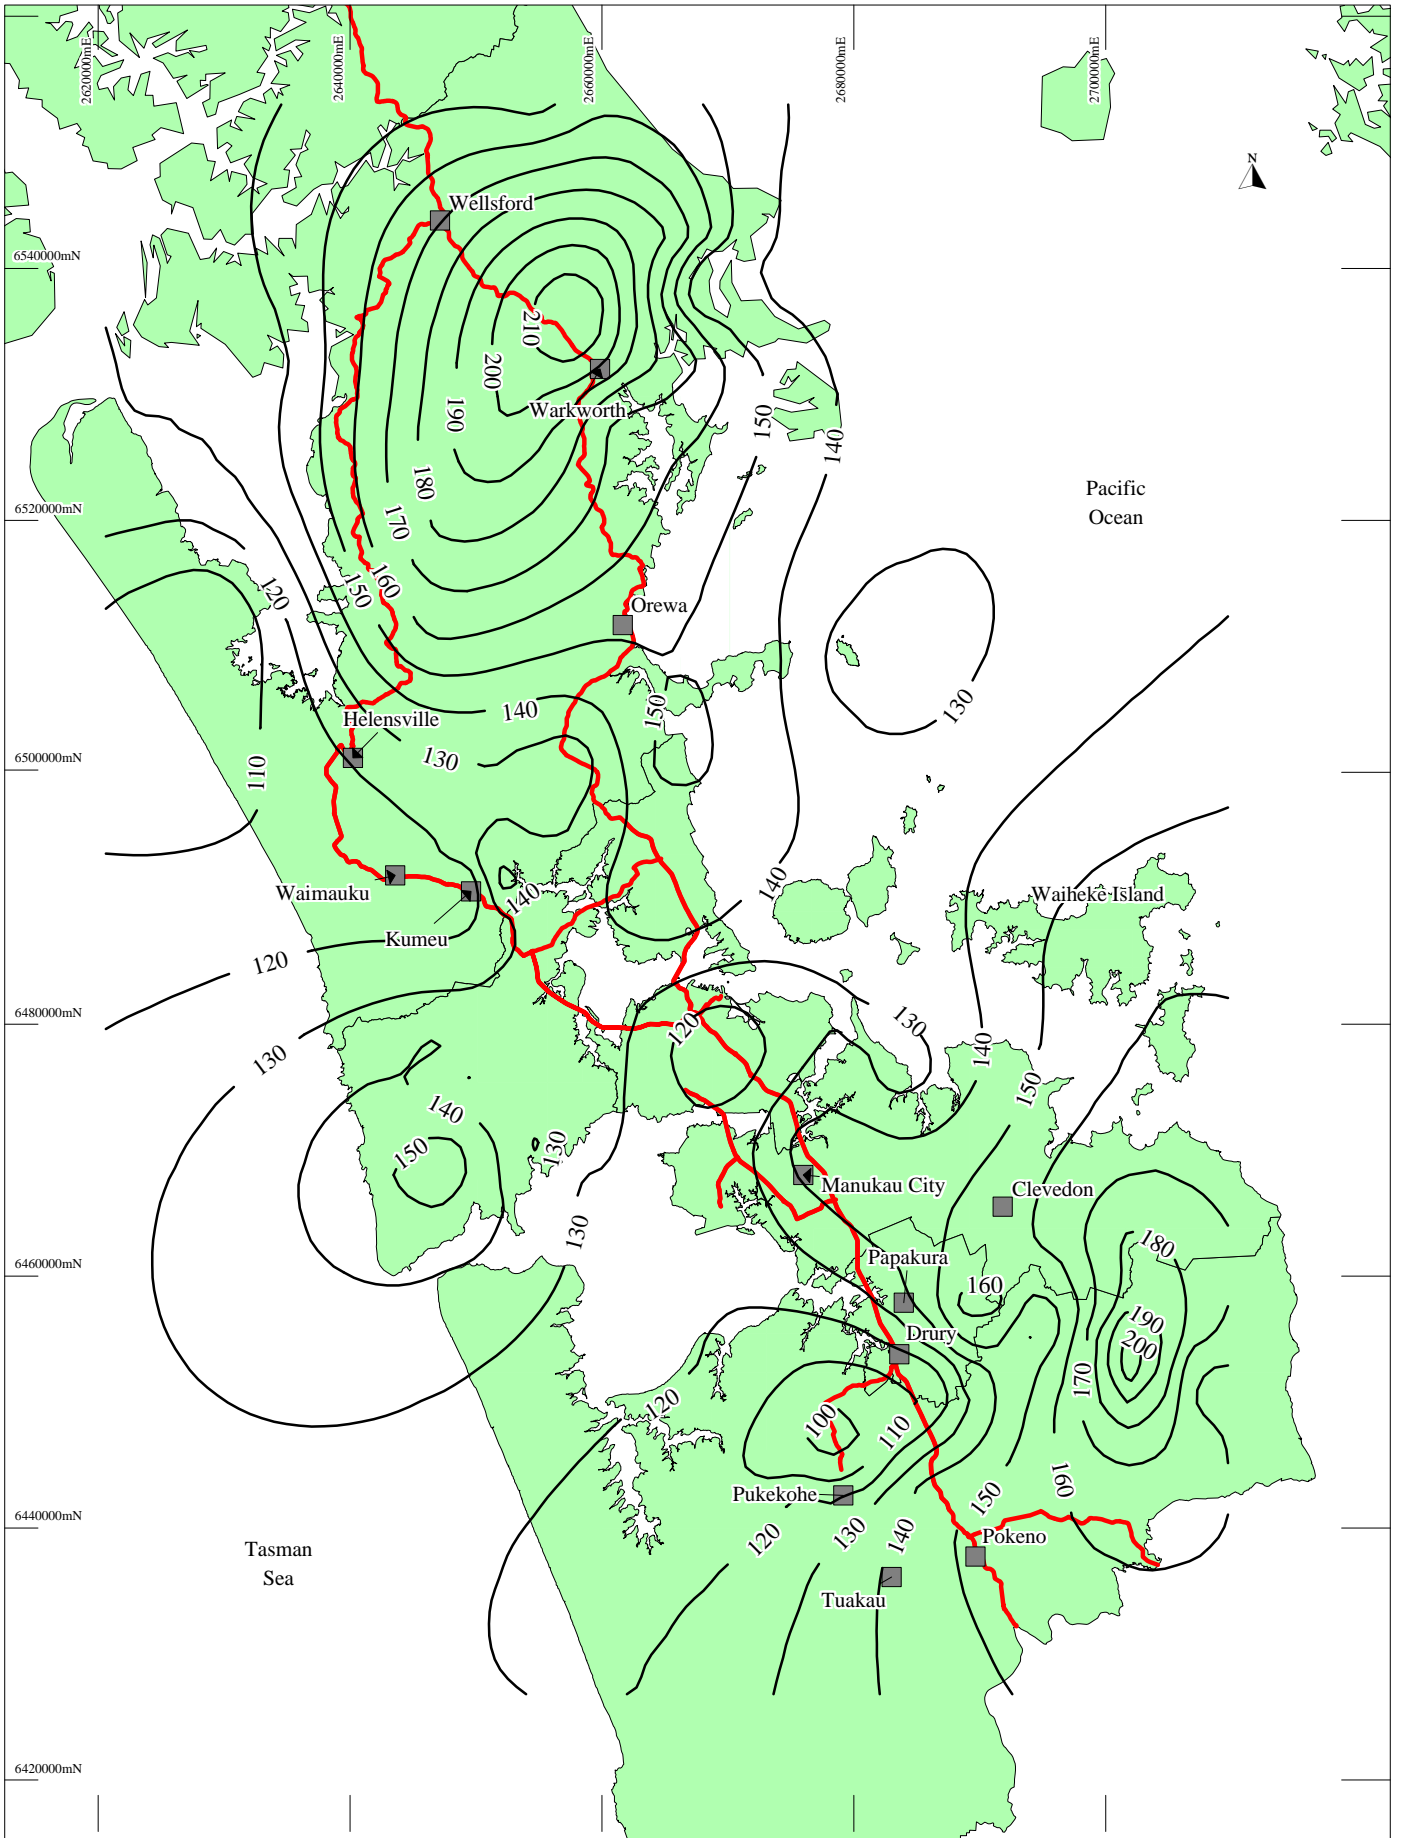 2620000mE
2640000mE
2660000mE
2680000mE
2700000mE
N
Wellsford
6540000mN
210
200
Warkworth
190
150
140
180
Pacific
Ocean
170
6520000mN
160
150
120
Orewa
130
140
150
Helensville
130
110
6500000mN
140
Waimauku
140
Waiheke Island
Kumeu
120
130
120
6480000mN
140
130
150
140
150
130
Manukau City
Clevedon
130
180
Papakura
6460000mN
160
190
Drury
200
170
120
100
110
160
150
Pukekohe
120
130
140
6440000mN
Pokeno
Tasman
Sea
Tuakau
6420000mN